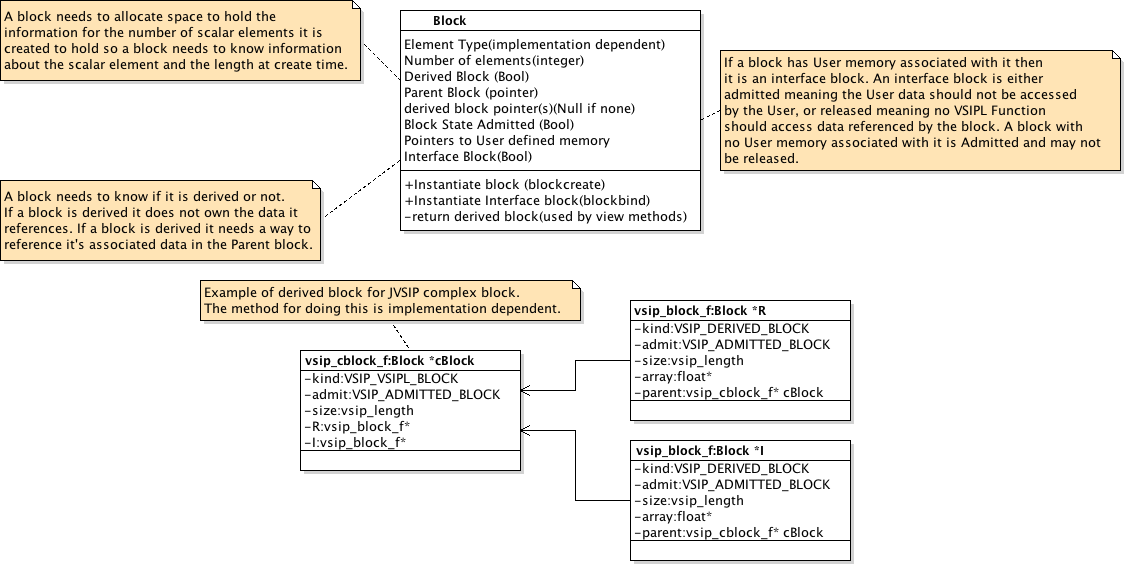 A block needs to allocate space to hold the
information for the number of scalar elements it is
created to hold so a block needs to know information
about the scalar element and the length at create time.
Block
Element Type(implementation dependent)
Number of elements(integer)
Derived Block (Bool)
Parent Block (pointer)
derived block pointer(s)(Null if none)
Block State Admitted (Bool)
Pointers to User defined memory
Interface Block(Bool)
+Instantiate block (blockcreate)
+Instantiate Interface block(blockbind)
-return derived block(used by view methods)
If a block has User memory associated with it then
it is an interface block. An interface block is either
admitted meaning the User data should not be accessed
by the User, or released meaning no VSIPL Function
should access data referenced by the block. A block with
no User memory associated with it is Admitted and may not
be released.
A block needs to know if it is derived or not.
If a block is derived it does not own the data it
references. If a block is derived it needs a way to
reference it's associated data in the Parent block.
Example of derived block for JVSIP complex block.
The method for doing this is implementation dependent.
vsip_cblock_f:Block *cBlock
-kind:VSIP_VSIPL_BLOCK
-admit:VSIP_ADMITTED_BLOCK
-size:vsip_length
-R:vsip_block_f*
-I:vsip_block_f*
vsip_block_f:Block *R
-kind:VSIP_DERIVED_BLOCK
-admit:VSIP_ADMITTED_BLOCK
-size:vsip_length
-array:float*
-parent:vsip_cblock_f* cBlock
vsip_block_f:Block *I
-kind:VSIP_DERIVED_BLOCK
-admit:VSIP_ADMITTED_BLOCK
-size:vsip_length
-array:float*
-parent:vsip_cblock_f* cBlock